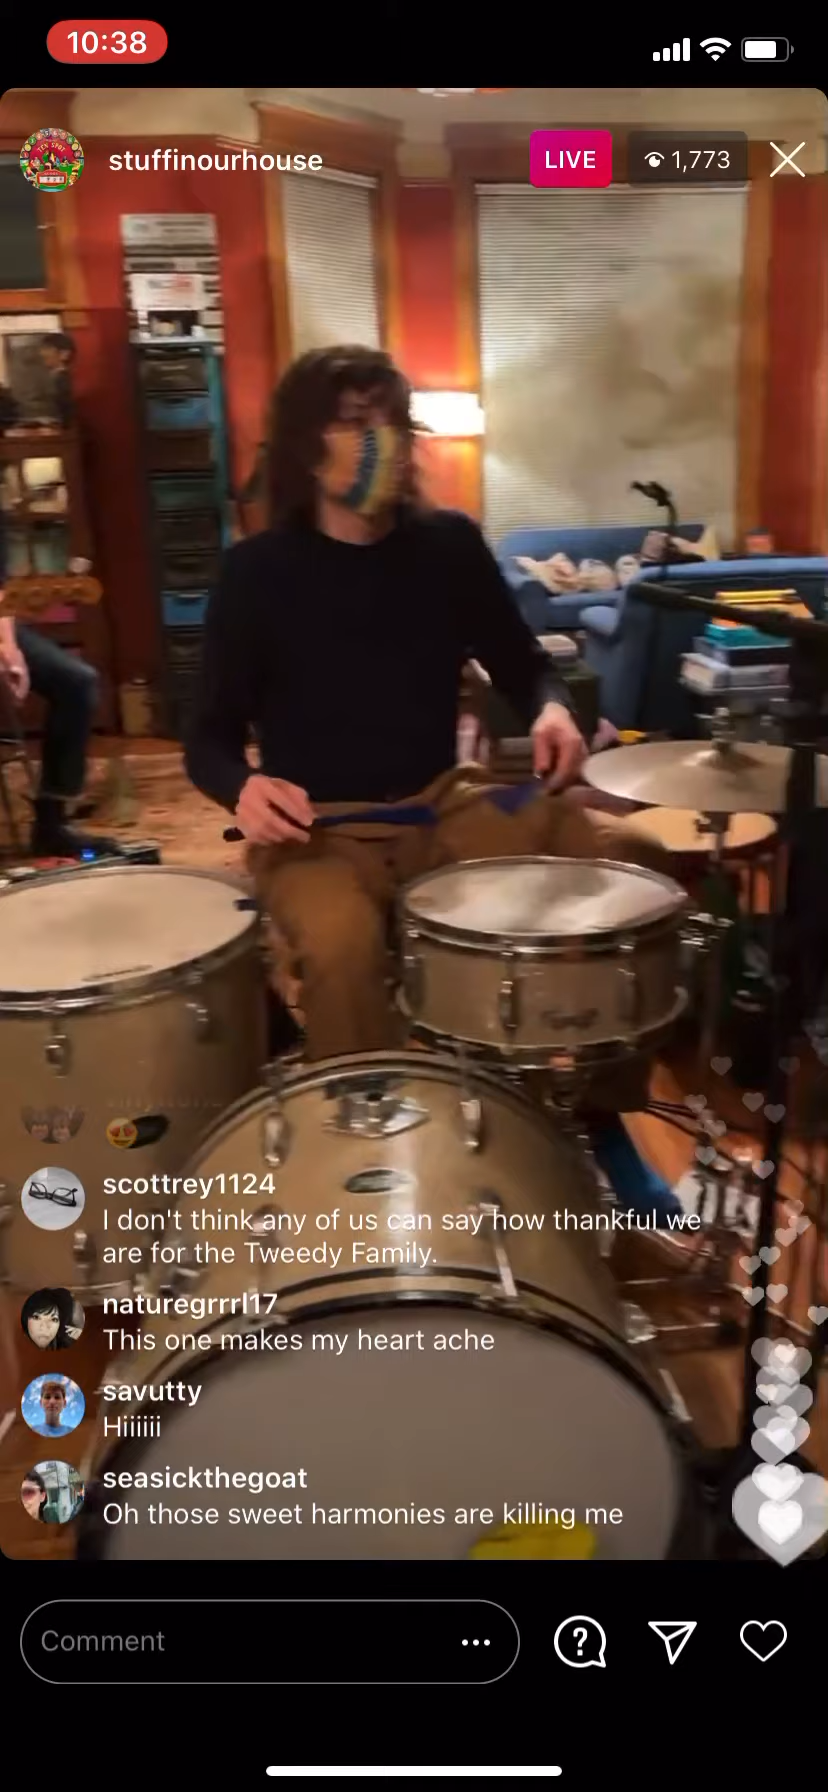 10:38
stuffinourhouse
LIVE
1,773
scottrey1124
I don't think any of us can say how thankful we
are for the Tweedy Family.
naturegrrrl17
This one makes my heart ache
savutty
Hiiiiii
seasickthegoat
Oh those sweet harmonies are killing me
Comment